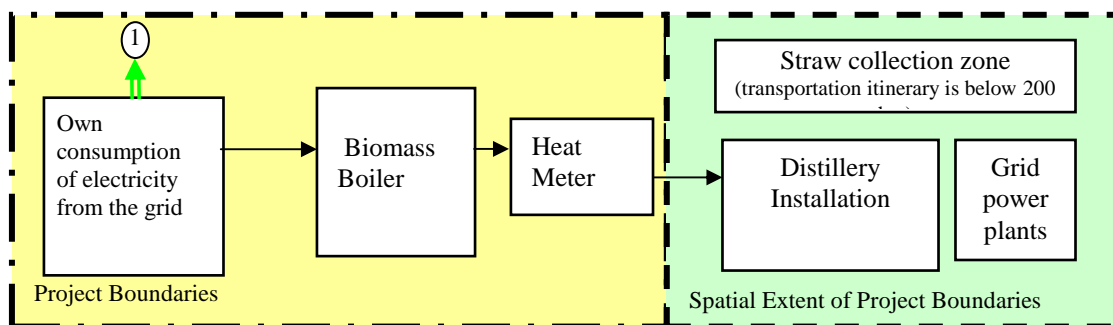 1
Own
consumption
of electricity
from the grid
Biomass
Boiler
Heat
Meter
Project Boundaries
Straw collection zone
(transportation itinerary is below 200
Distillery
Installation
Grid
power
plants
Spatial Extent of Project Boundaries